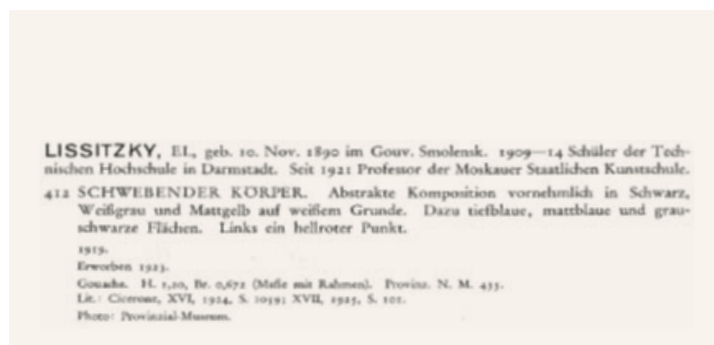 LISSITZKY, El., geb. 10. Nov. 1890 im Gouv. Smolensk. 1909—14 Schüler der Tech-
nischen Hochschule in Darmstadt. Seit 1921 Professor der Moskauer Staatlichen Kunstschule.
412 SCHWEBENDER KÖRPER. Abstrakte Komposition vornehmlich in Schwarz,
Weißgrau und Mattgelb auf weißem Grunde. Dazu tiefblaue, mattblaue und grau-
schwarze Flächen. Links ein hellroter Punkt.
1919.
Erworben 1923.
Gouache. H. 1,10, Br. 0,672 (Maße mit Rahmen). Provinz. N. M. 433.
Lit.: Cicerone, XVI, 1924, S. 1059; XVII, 1925, S. 102.
Photo: Provinzial-Museum.